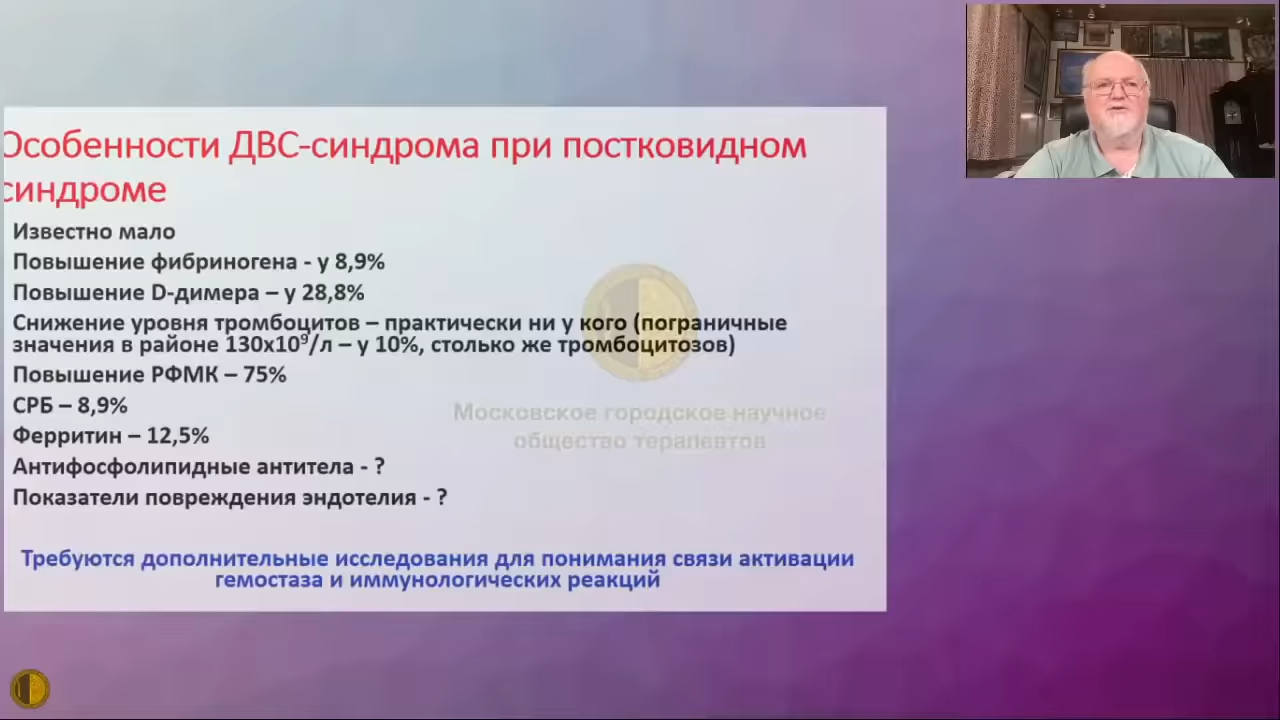 Особенности ДВС-синдрома при постковидном
синдроме
Известно мало
Повышение фибриногена - у 8,9%
Повышение D-димера – у 28,8%
Снижение уровня тромбоцитов – практически ни у кого (пограничные
значения в районе 130х10⁹/л – у 10%, столько же тромбоцитозов)
Повышение РФМК – 75%
СРБ – 8,9%
Ферритин – 12,5%
Антифосфолипидные антитела - ?
Показатели повреждения эндотелия - ?
Московское городское научное
общество терапевтов
Требуются дополнительные исследования для понимания связи активации
гемостаза и иммунологических реакций